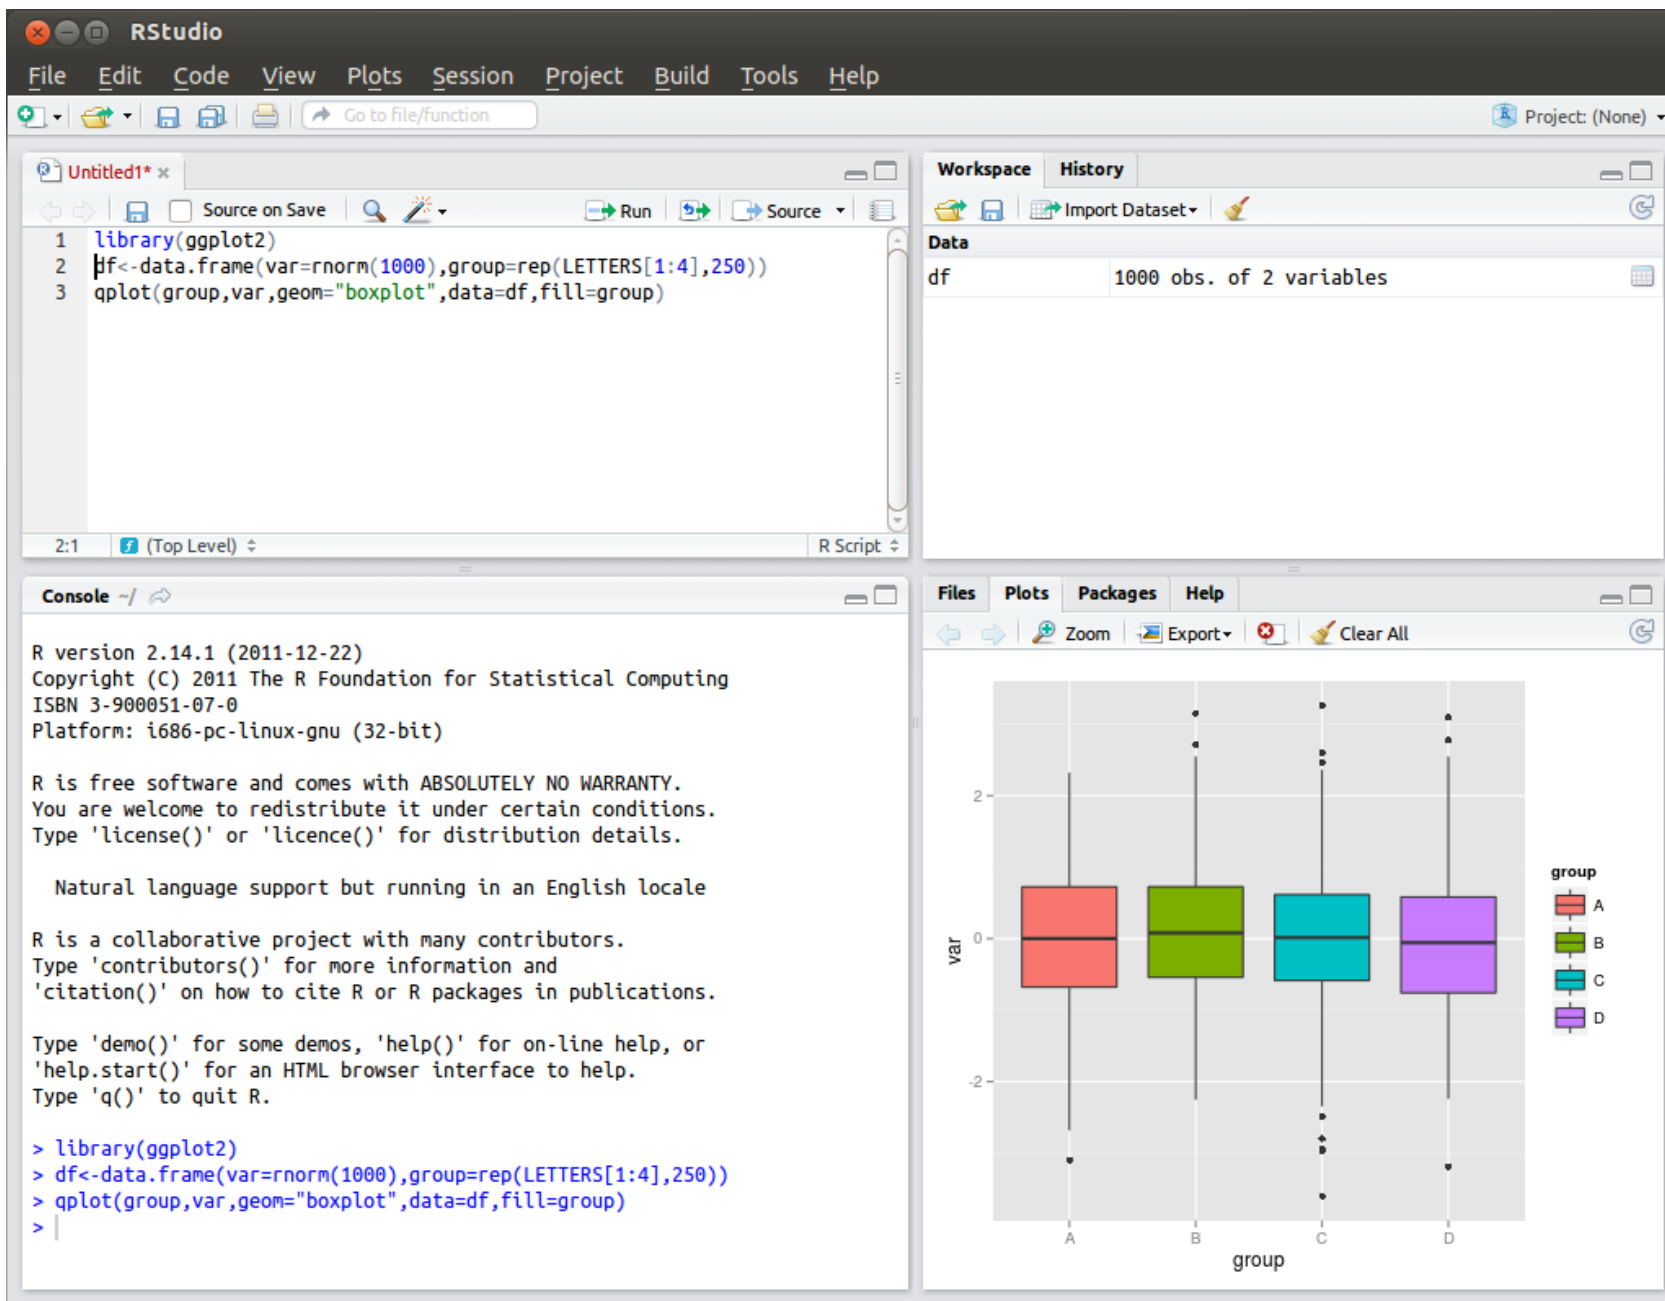 RStudio
File Edit Code View Plots Session Project Build Tools Help
Go to file/function
Project: (None)
Untitled1*
Source on Save Run Source
1 library(ggplot2)
2 df<-data.frame(var=rnorm(1000),group=rep(LETTERS[1:4],250))
3 qplot(group,var,geom="boxplot",data=df,fill=group)
2:1 (Top Level) R Script
Workspace History
Import Dataset
Data
df 1000 obs. of 2 variables
Console ~/
R version 2.14.1 (2011-12-22)
Copyright (C) 2011 The R Foundation for Statistical Computing
ISBN 3-900051-07-0
Platform: i686-pc-linux-gnu (32-bit)
R is free software and comes with ABSOLUTELY NO WARRANTY.
You are welcome to redistribute it under certain conditions.
Type 'license()' or 'licence()' for distribution details.
Natural language support but running in an English locale
R is a collaborative project with many contributors.
Type 'contributors()' for more information and
'citation()' on how to cite R or R packages in publications.
Type 'demo()' for some demos, 'help()' for on-line help, or
'help.start()' for an HTML browser interface to help.
Type 'q()' to quit R.
> library(ggplot2)
> df<-data.frame(var=rnorm(1000),group=rep(LETTERS[1:4],250))
> qplot(group,var,geom="boxplot",data=df,fill=group)
>
Files Plots Packages Help
Zoom Export Clear All
2
0
-2
var
A B C D
group
group
A
B
C
D